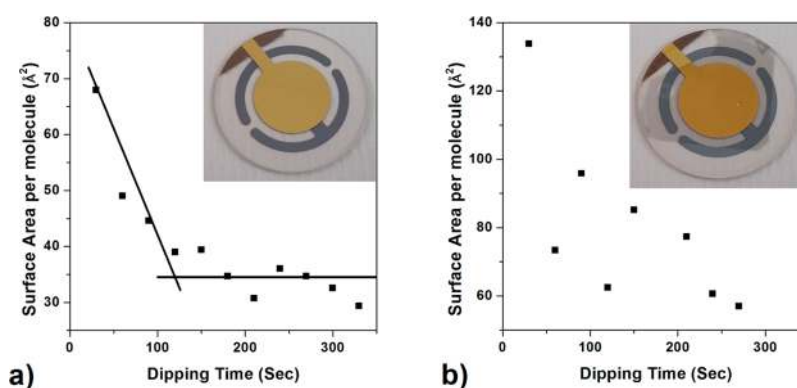 80
70
60
50
40
30
0 100 200 300
Surface Area per molecule (Å²)
Dipping Time (Sec)
a)
140
120
100
80
60
0 100 200 300
Surface Area per molecule (Å²)
Dipping Time (Sec)
b)